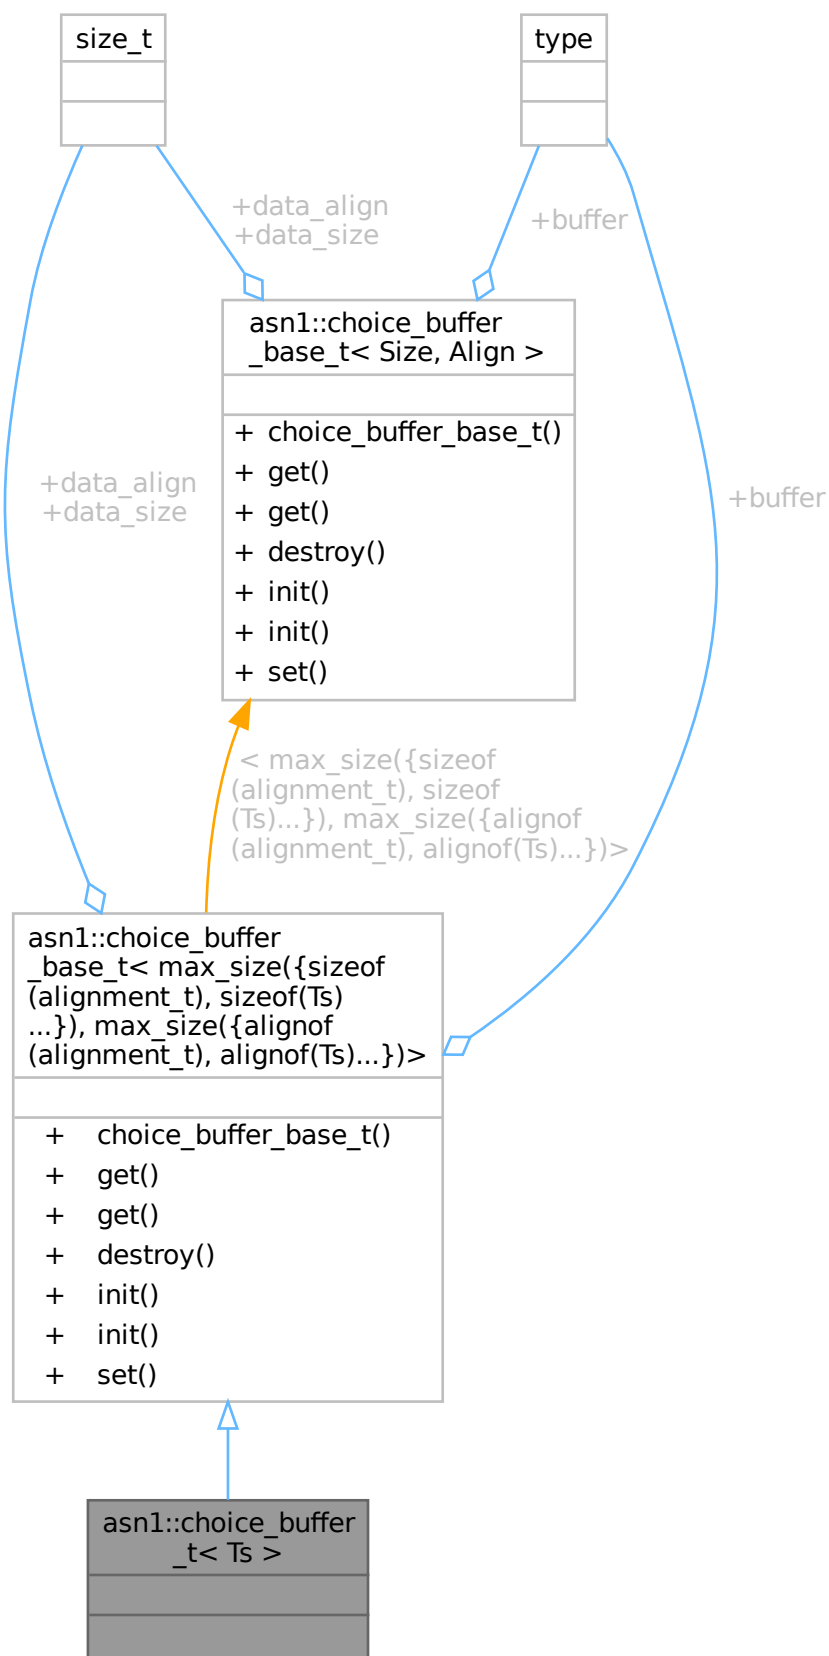 size_t
type
+data_align
+data_size
+buffer
asn1::choice_buffer
_base_t< Size, Align >
+ choice_buffer_base_t()
+ get()
+ get()
+ destroy()
+ init()
+ init()
+ set()
+data_align
+data_size
+buffer
< max_size({sizeof
(alignment_t), sizeof
(Ts)...}), max_size({alignof
(alignment_t), alignof(Ts)...})>
asn1::choice_buffer
_base_t< max_size({sizeof
(alignment_t), sizeof(Ts)
...}), max_size({alignof
(alignment_t), alignof(Ts)...})>
+ choice_buffer_base_t()
+ get()
+ get()
+ destroy()
+ init()
+ init()
+ set()
asn1::choice_buffer
_t< Ts >